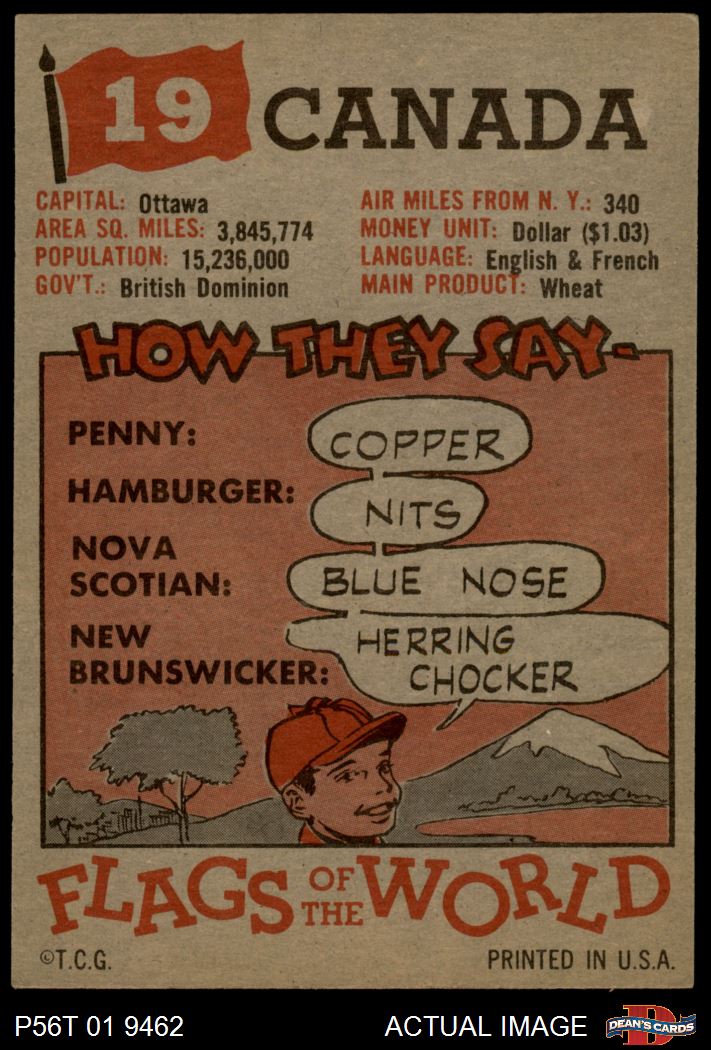 19 CANADA
CAPITAL: Ottawa
AREA SQ. MILES: 3,845,774
POPULATION: 15,236,000
GOV'T.: British Dominion
AIR MILES FROM N. Y.: 340
MONEY UNIT: Dollar ($1.03)
LANGUAGE: English & French
MAIN PRODUCT: Wheat
HOW THEY SAY-
PENNY: COPPER
HAMBURGER: NITS
NOVA
SCOTIAN: BLUE NOSE
NEW HERRING
BRUNSWICKER: CHOCKER
FLAGS OF THE WORLD
©T.C.G. PRINTED IN U.S.A.
P56T 01 9462 ACTUAL IMAGE D DEAN'S CARDS